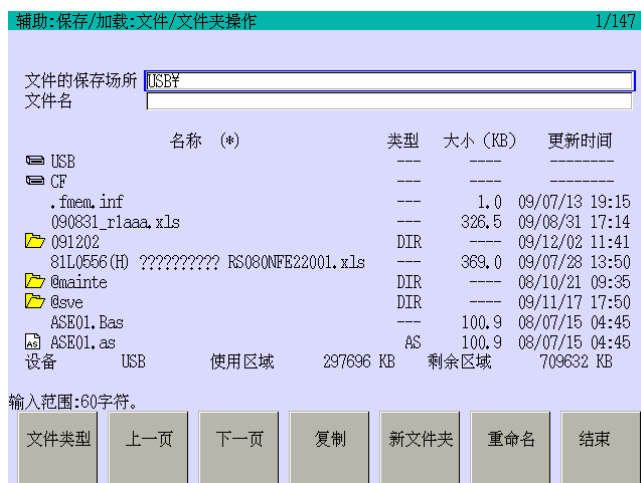 辅助:保存/加载:文件/文件夹操作 1/147
文件的保存场所 USB¥
文件名
名称 (*) 类型 大小 (KB) 更新时间
USB --- ---- --------
CF --- ---- --------
.fmem.inf --- 1.0 09/07/13 19:15
090831_r1aaa.xls --- 326.5 09/08/31 17:14
091202 DIR ---- 09/12/02 11:41
81L0556(H) ?????????? RS080NFE22001.xls --- 369.0 09/07/28 13:50
@mainte DIR ---- 08/10/21 09:35
@sve DIR ---- 09/11/17 17:50
ASE01.Bas --- 100.9 08/07/15 04:45
AS ASE01.as AS 100.9 08/07/15 04:45
设备 USB 使用区域 297696 KB 剩余区域 709632 KB
输入范围:60字符。
文件类型 上一页 下一页 复制 新文件夹 重命名 结束